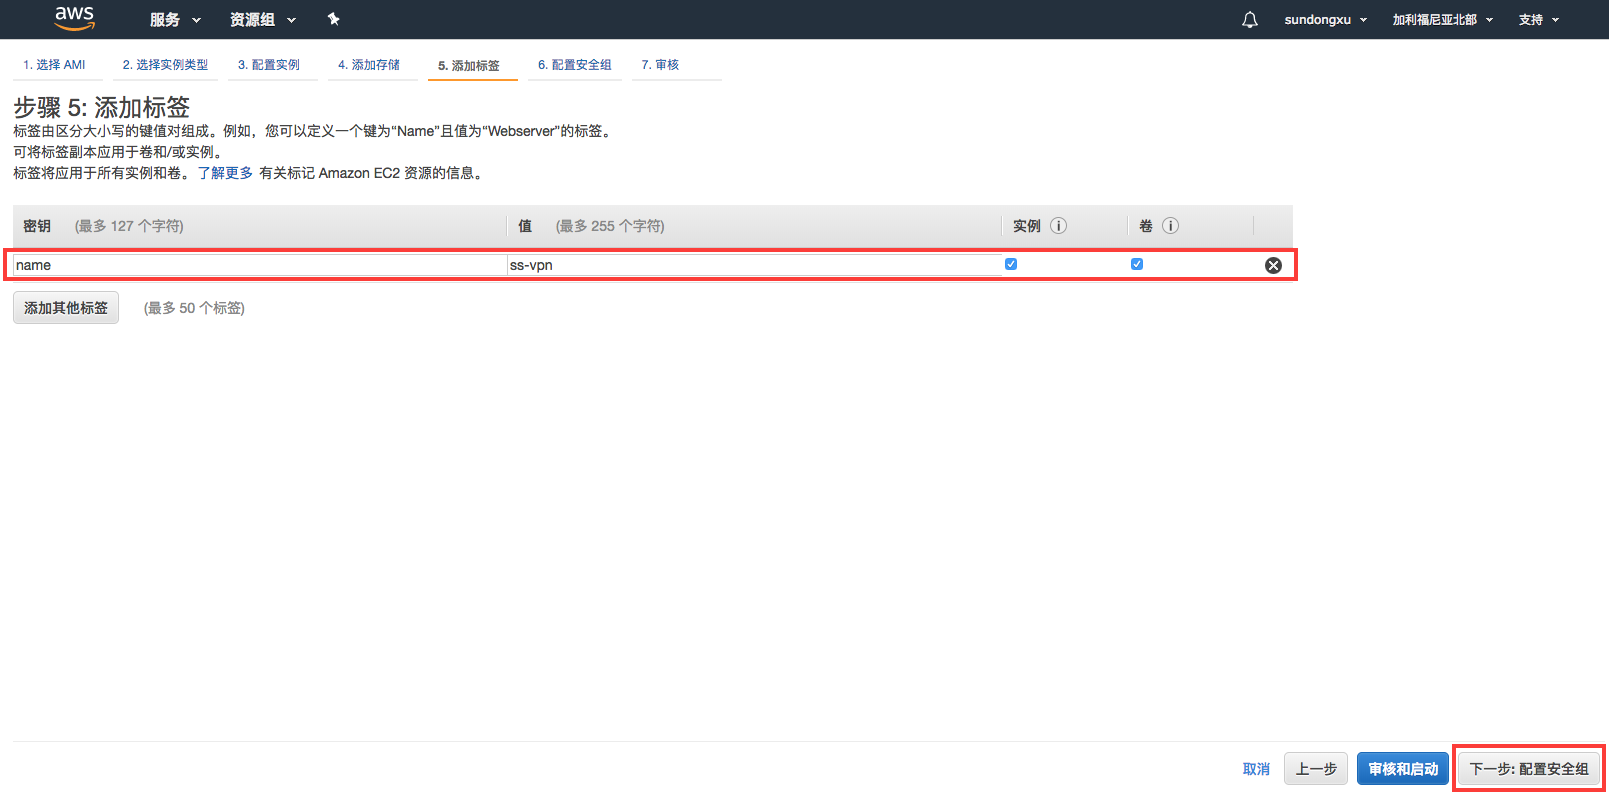 aws 服务 资源组 sundongxu 加利福尼亚北部 支持
1. 选择 AMI 2. 选择实例类型 3. 配置实例 4. 添加存储 5. 添加标签 6. 配置安全组 7. 审核
步骤 5: 添加标签
标签由区分大小写的键值对组成。例如，您可以定义一个键为“Name”且值为“Webserver”的标签。
可将标签副本应用于卷和/或实例。
标签将应用于所有实例和卷。了解更多 有关标记 Amazon EC2 资源的信息。
密钥 (最多 127 个字符) 值 (最多 255 个字符) 实例 卷
name ss-vpn
添加其他标签 (最多 50 个标签)
取消 上一步 审核和启动 下一步: 配置安全组